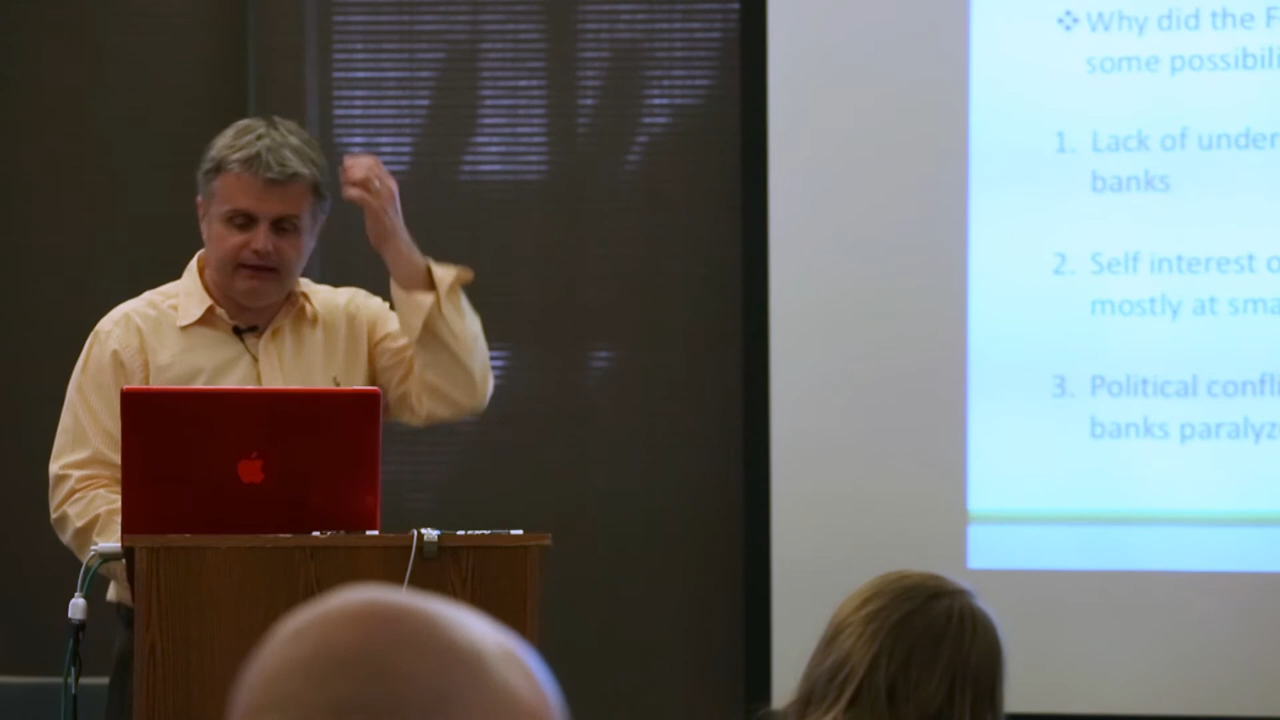 ❖Why did the F
some possibili
1. Lack of under
banks
2. Self interest o
mostly at sma
3. Political confli
banks paralyz